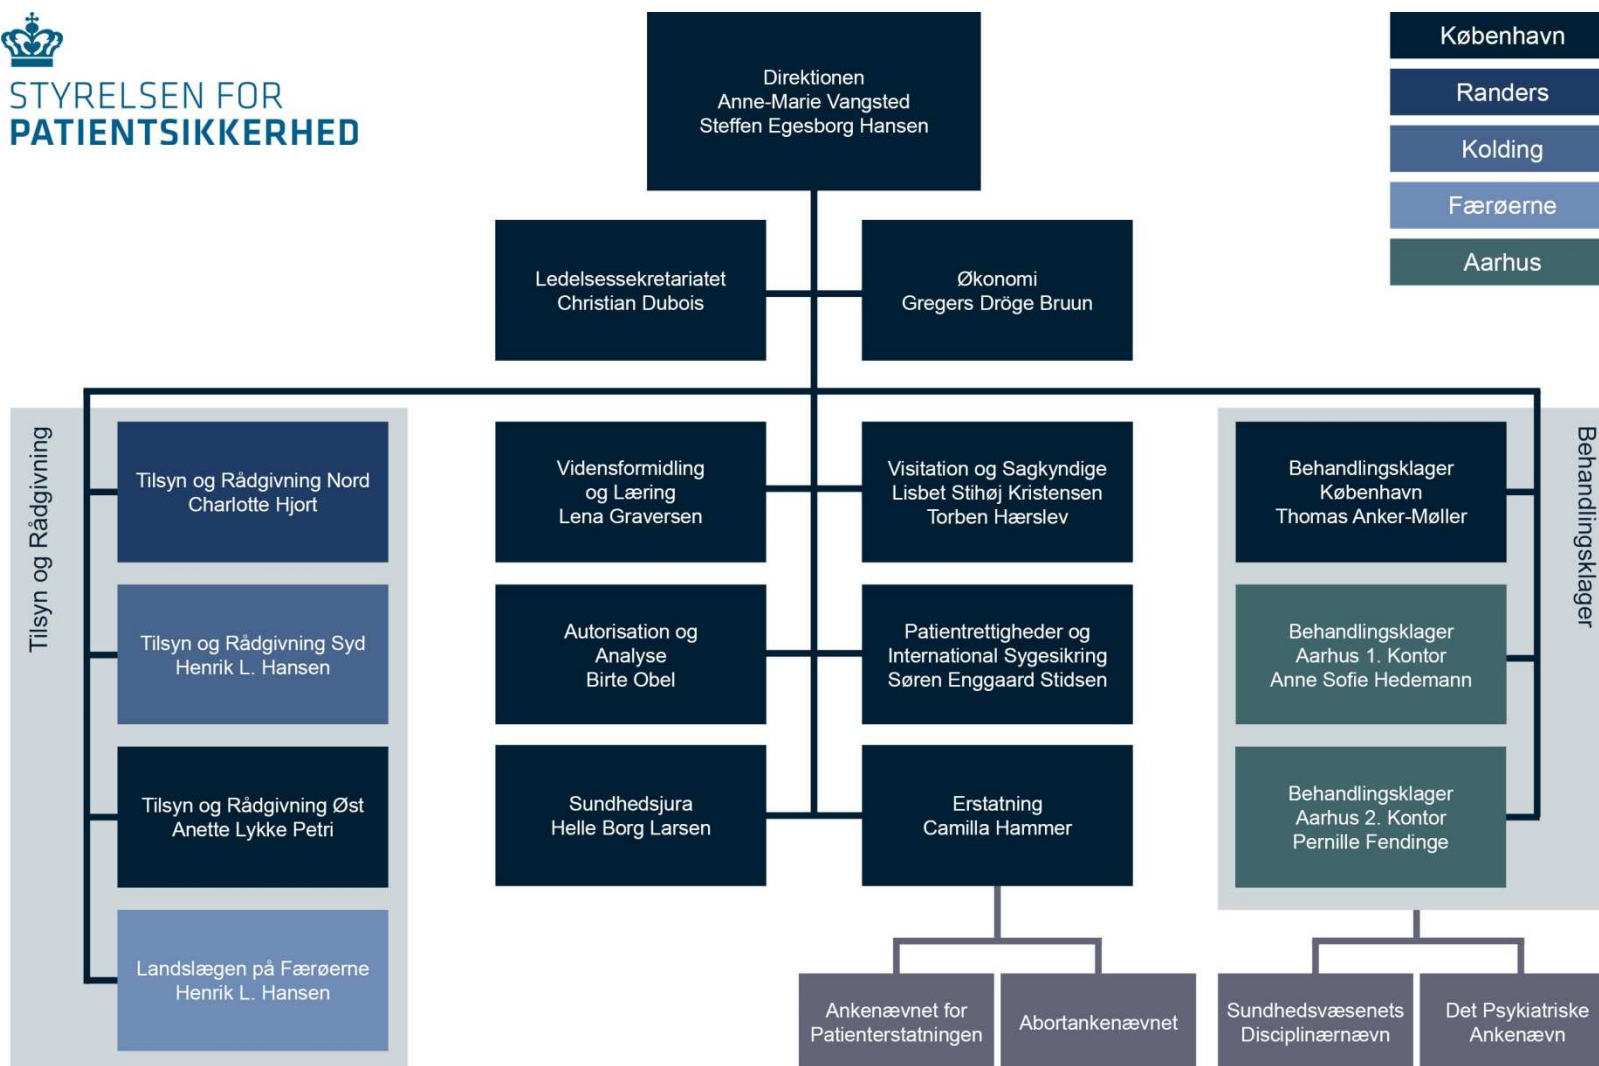 STYRELSEN FOR
PATIENTSIKKERHED
Direktionen
Anne-Marie Vangsted
Steffen Egesborg Hansen
København
Randers
Kolding
Færøerne
Aarhus
Ledelsessekretariatet
Christian Dubois
Økonomi
Gregers Dröge Bruun
Tilsyn og Rådgivning
Tilsyn og Rådgivning Nord
Charlotte Hjort
Tilsyn og Rådgivning Syd
Henrik L. Hansen
Tilsyn og Rådgivning Øst
Anette Lykke Petri
Landslægen på Færøerne
Henrik L. Hansen
Vidensformidling
og Læring
Lena Graversen
Visitation og Sagkyndige
Lisbet Stihøj Kristensen
Torben Hærslev
Autorisation og
Analyse
Birte Obel
Patientrettigheder og
International Sygesikring
Søren Enggaard Stidsen
Sundhedsjura
Helle Borg Larsen
Erstatning
Camilla Hammer
Behandlingsklager
Behandlingsklager
København
Thomas Anker-Møller
Behandlingsklager
Aarhus 1. Kontor
Anne Sofie Hedemann
Behandlingsklager
Aarhus 2. Kontor
Pernille Fendinge
Ankenævnet for
Patienterstatningen
Abortankenævnet
Sundhedsvæsenets
Disciplinærnævn
Det Psykiatriske
Ankenævn